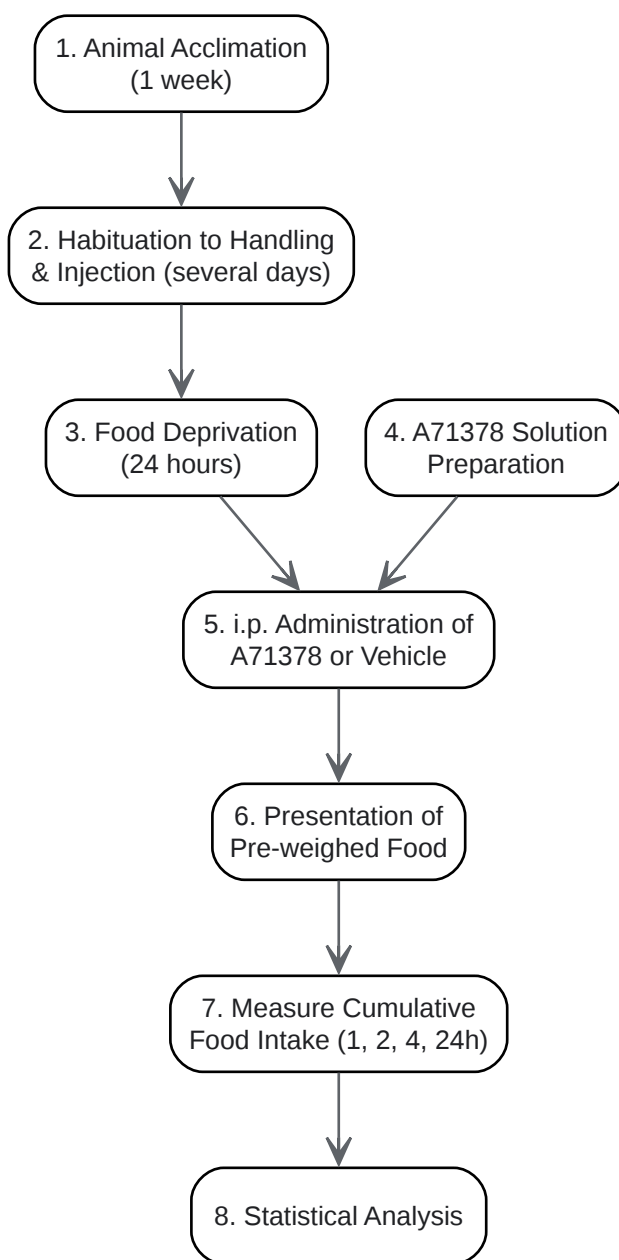 1. Animal Acclimation
(1 week)
2. Habituation to Handling
& Injection (several days)
3. Food Deprivation
(24 hours)
4. A71378 Solution
Preparation
5. i.p. Administration of
A71378 or Vehicle
6. Presentation of
Pre-weighed Food
7. Measure Cumulative
Food Intake (1, 2, 4, 24h)
8. Statistical Analysis